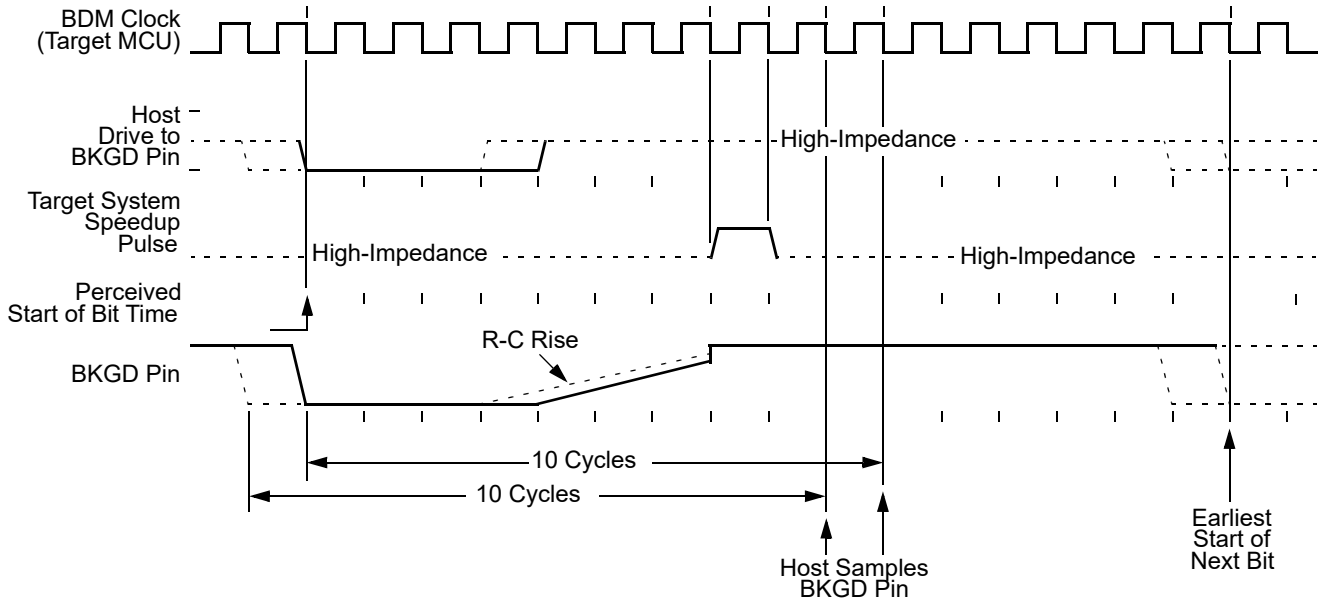 BDM Clock
(Target MCU)
Host
Drive to
BKGD Pin
High-Impedance
Target System
Speedup
Pulse
High-Impedance
High-Impedance
Perceived
Start of Bit Time
R-C Rise
BKGD Pin
10 Cycles
10 Cycles
Earliest
Start of
Next Bit
Host Samples
BKGD Pin